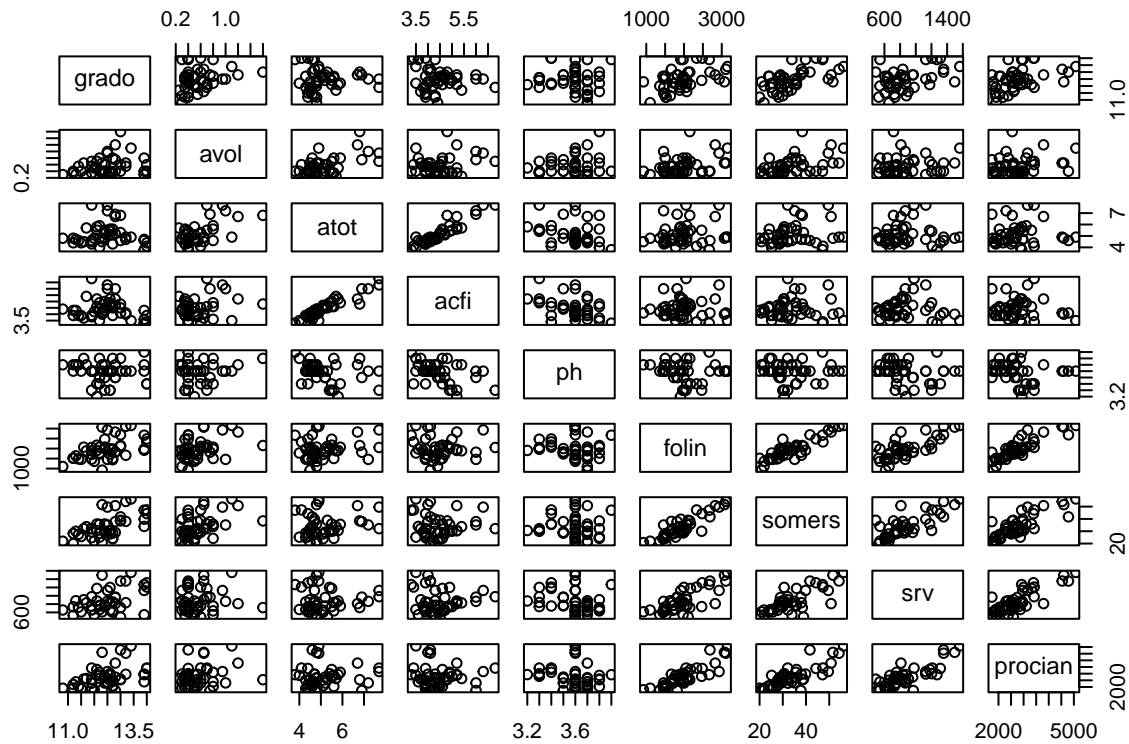 0.2 1.0 3.5 5.5 1000 3000 600 1400
grado 11.0
0.2 avol
atot 4 7
3.5 acfi
ph 3.2
1000 folin
somers 20
600 srv
procian 2000
11.0 13.5 4 6 3.2 3.6 20 40 2000 5000